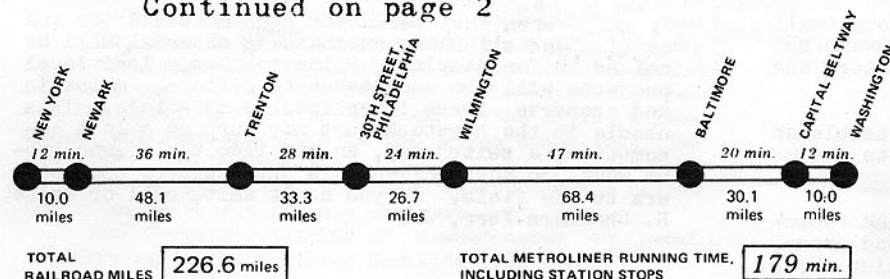 Continued on page 2
NEW YORK
NEWARK
TRENTON
30TH STREET,
PHILADELPHIA
WILMINGTON
BALTIMORE
CAPITAL BELTWAY
WASHINGTON
12 min. 36 min. 28 min. 24 min. 47 min. 20 min. 12 min.
10.0 48.1 33.3 26.7 68.4 30.1 10:0
miles miles miles miles miles miles miles
TOTAL
RAILROAD MILES 226.6 miles
TOTAL METROLINER RUNNING TIME,
INCLUDING STATION STOPS 179 min.